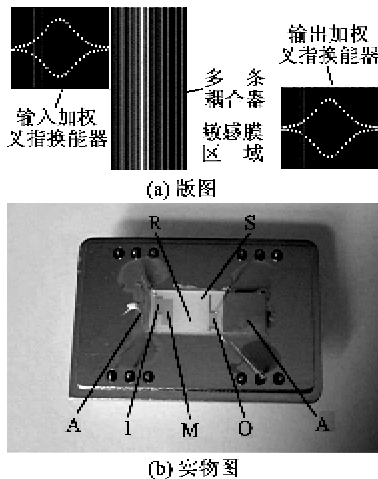 输出加权
叉指换能器
多 条
耦合器
输入加权
叉指换能器
敏感膜
区 域
(a) 版图
R S
A I M O A
(b) 实物图